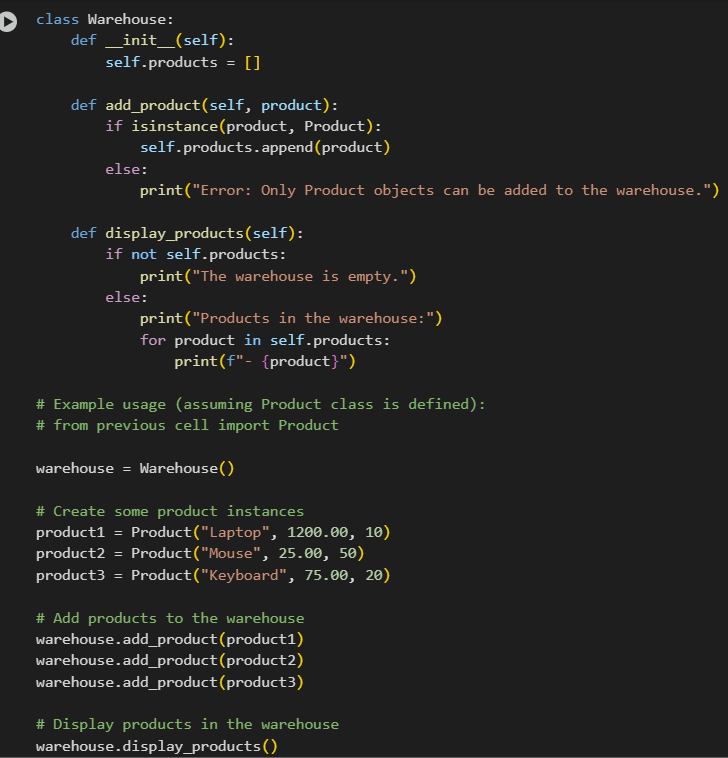 class Warehouse:
    def __init__(self):
        self.products = []

    def add_product(self, product):
        if isinstance(product, Product):
            self.products.append(product)
        else:
            print("Error: Only Product objects can be added to the warehouse.")

    def display_products(self):
        if not self.products:
            print("The warehouse is empty.")
        else:
            print("Products in the warehouse:")
            for product in self.products:
                print(f"- {product}")

# Example usage (assuming Product class is defined):
# from previous cell import Product

warehouse = Warehouse()

# Create some product instances
product1 = Product("Laptop", 1200.00, 10)
product2 = Product("Mouse", 25.00, 50)
product3 = Product("Keyboard", 75.00, 20)

# Add products to the warehouse
warehouse.add_product(product1)
warehouse.add_product(product2)
warehouse.add_product(product3)

# Display products in the warehouse
warehouse.display_products()